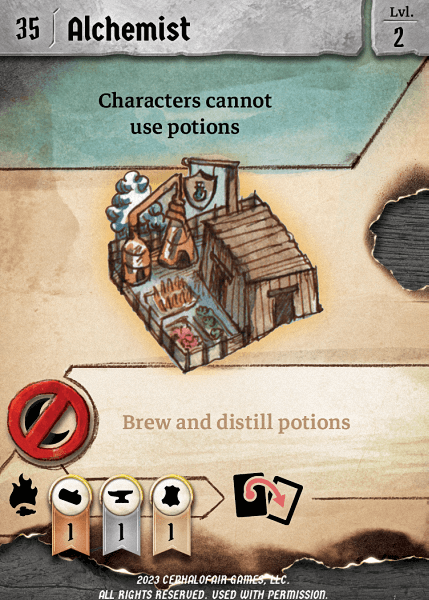 35 Alchemist
Lvl.
2
Characters cannot
use potions
Brew and distill potions
1 1 1
2023 CEPHALOFAIR GAMES, LLC.
ALL RIGHTS RESERVED. USED WITH PERMISSION.